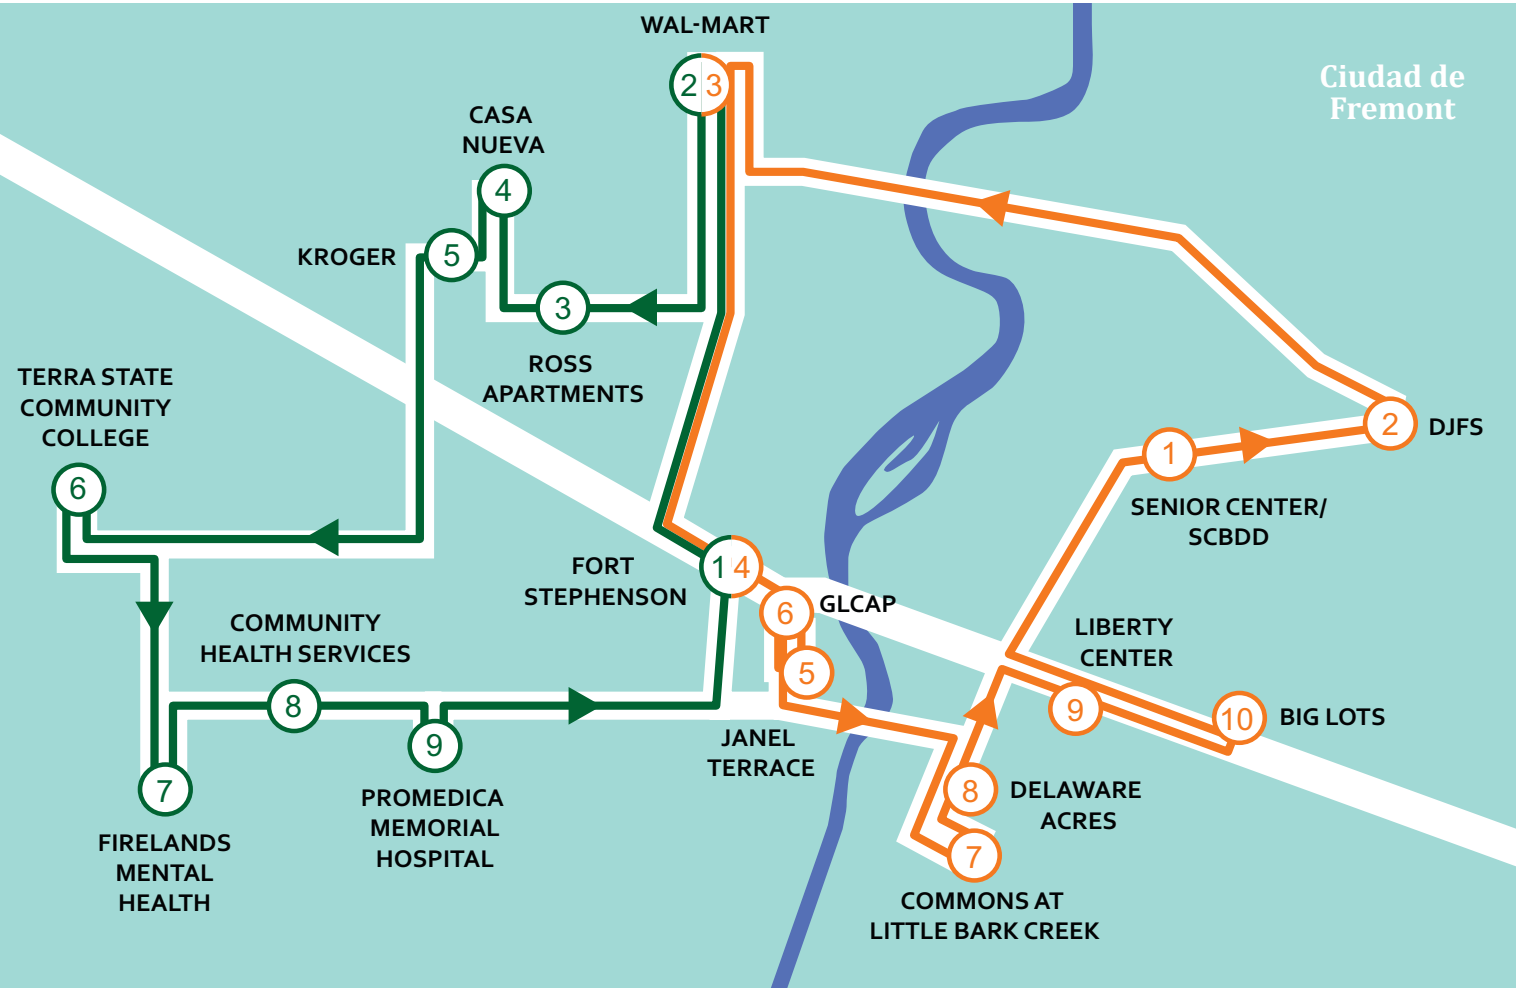 WAL-MART
2 3
Ciudad de
Fremont
CASA
NUEVA
4
KROGER
5
3
ROSS
APARTMENTS
TERRA STATE
COMMUNITY
COLLEGE
6
2
DJFS
1
SENIOR CENTER/
SCBDD
FORT
STEPHENSON
1 4
6
GLCAP
5
COMMUNITY
HEALTH SERVICES
8
LIBERTY
CENTER
9
10
BIG LOTS
JANEL
TERRACE
9
PROMEDICA
MEMORIAL
HOSPITAL
7
FIRELANDS
MENTAL
HEALTH
8
DELAWARE
ACRES
7
COMMONS AT
LITTLE BARK CREEK